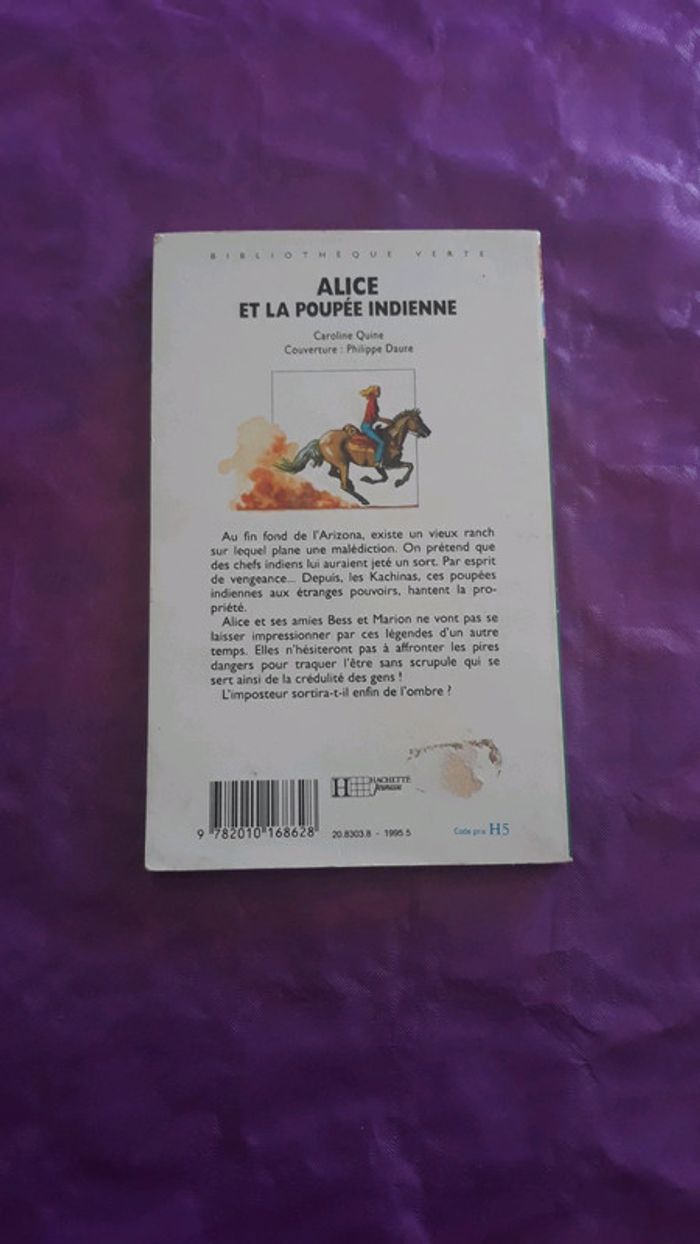 BIBLIOTHÈQUE VERTE
ALICE
ET LA POUPÉE INDIENNE
Caroline Quine
Couverture : Philippe Daure
Au fin fond de l'Arizona, existe un vieux ranch
sur lequel plane une malédiction. On prétend que
des chefs indiens lui auraient jeté un sort. Par esprit
de vengeance... Depuis, les Kachinas, ces poupées
indiennes aux étranges pouvoirs, hantent la pro-
priété.
Alice et ses amies Bess et Marion ne vont pas se
laisser impressionner par ces légendes d'un autre
temps. Elles n'hésiteront pas à affronter les pires
dangers pour traquer l'être sans scrupule qui se
sert ainsi de la crédulité des gens !
L'imposteur sortira-t-il enfin de l'ombre ?
H HACHETTE
Jeunesse
9 782010 168628
20.8303.8 - 1995 5
Code prix H5